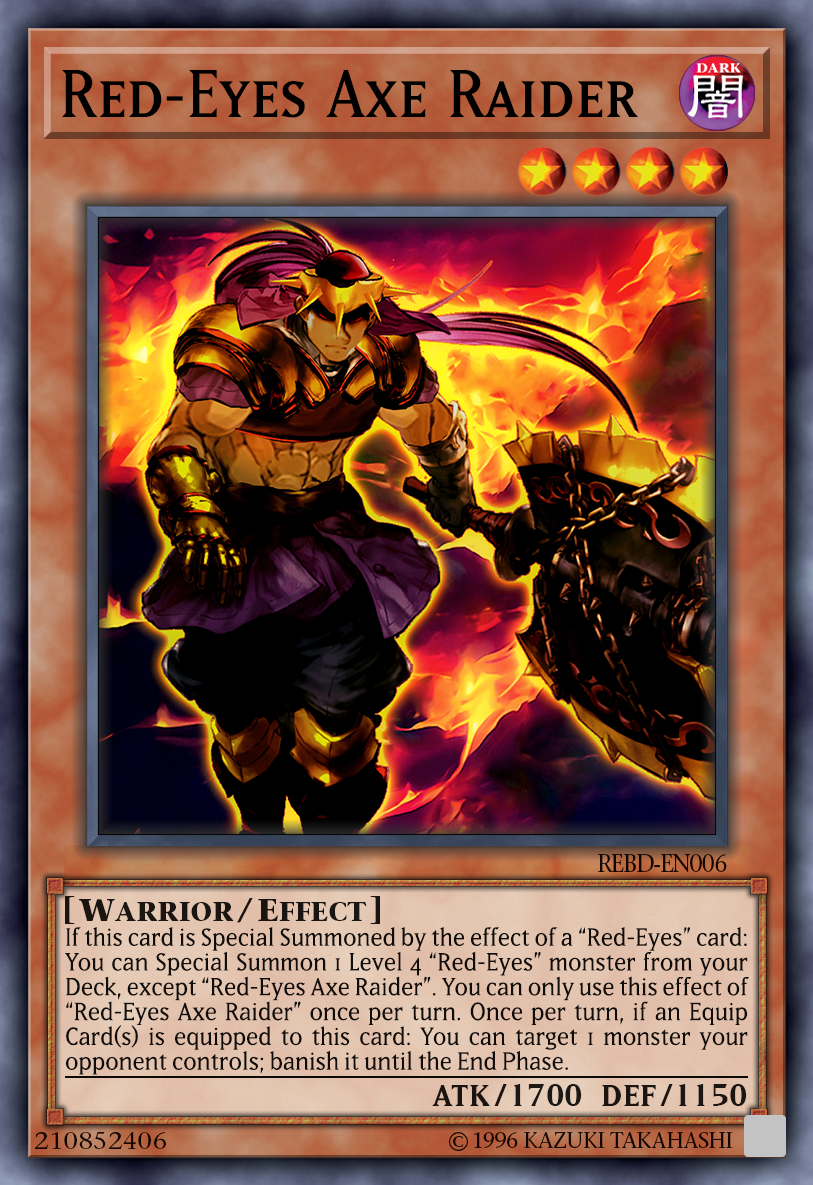 Red-Eyes Axe Raider
DARK
闇
REBD-EN006
[Warrior/Effect]
If this card is Special Summoned by the effect of a “Red-Eyes” card:
You can Special Summon 1 Level 4 “Red-Eyes” monster from your
Deck, except “Red-Eyes Axe Raider”. You can only use this effect of
“Red-Eyes Axe Raider” once per turn. Once per turn, if an Equip
Card(s) is equipped to this card: You can target 1 monster your
opponent controls; banish it until the End Phase.
ATK/1700 DEF/1150
210852406
©1996 KAZUKI TAKAHASHI